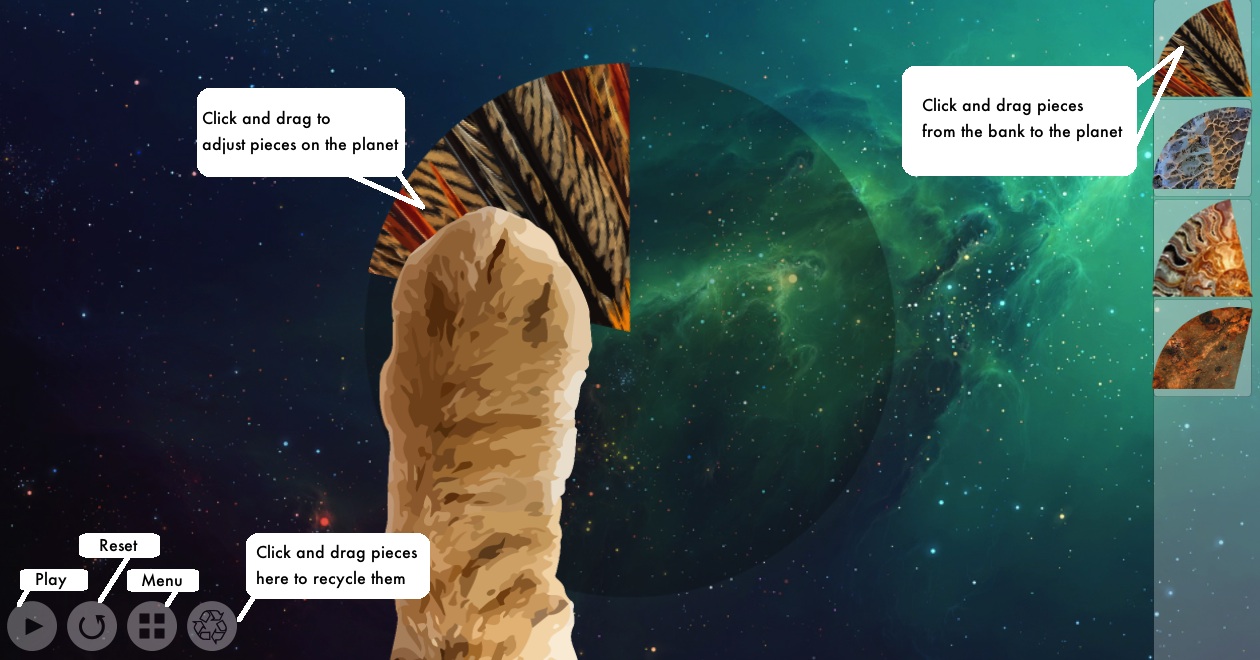 Click and drag to
adjust pieces on the planet
Click and drag pieces
from the bank to the planet
Reset
Play
Menu
Click and drag pieces
here to recycle them